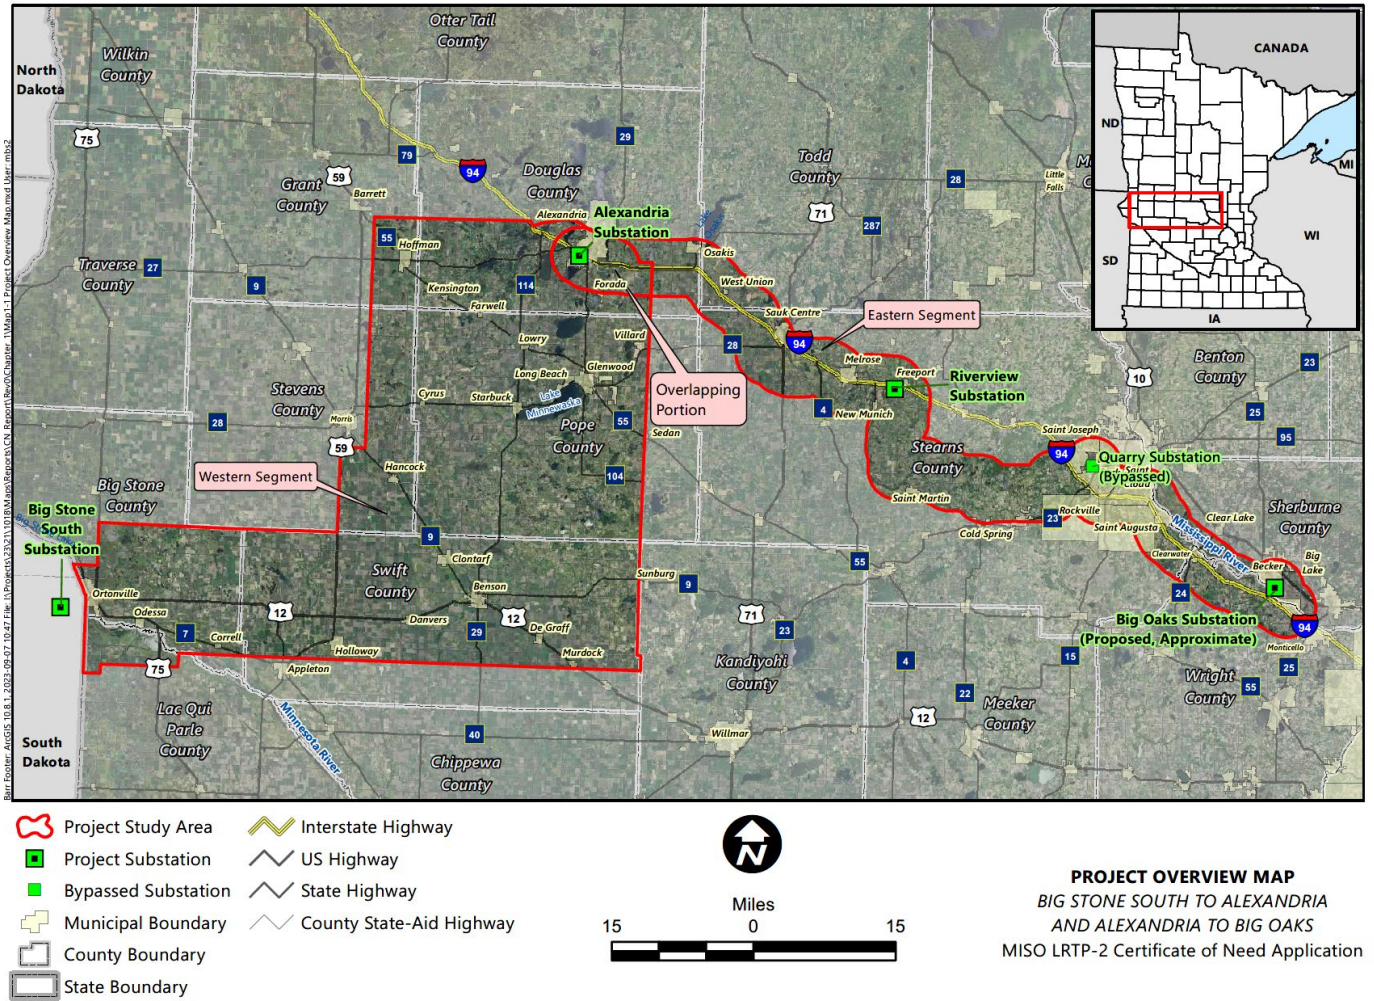 Otter Tail
County
Wilkin
County
North
Dakota
CANADA
ND
MI
WI
SD
IA
75
79
29
94
59
Grant
County
Barrett
Douglas
County
Todd
County
28
Little
Falls
71
287
Alexandria
Alexandria
Substation
55
Hoffman
Osakis
Traverse
County
27
9
114
Kensington
Farwell
Forada
West Union
Sauk Centre
Eastern Segment
Lowry
Villard
28
94
Melrose
Freeport
Benton
County
23
10
Long Beach
Glenwood
Overlapping
Portion
Riverview
Substation
Stevens
County
Cyrus
Starbuck
Lake
Minnewaska
4
New Munich
25
95
28
Morris
59
55
Pope
County
Sedan
Stearns
County
Saint Joseph
94
Quarry Substation
(Bypassed)
Saint
Cloud
Western Segment
Hancock
104
Big Stone
County
Saint Martin
Big Stone
South
Substation
Cold Spring
23
Rockville
Saint Augusta
Clear Lake
Sherburne
County
Mississippi River
9
Clontarf
55
Clearwater
Becker
Big
Lake
Swift
County
Benson
Sunburg
9
24
Ortonville
Odessa
12
Danvers
12
29
De Graff
71
23
Big Oaks Substation
(Proposed, Approximate)
94
7
Correll
Holloway
Murdock
Monticello
75
Appleton
Kandiyohi
County
4
15
25
Wright
County
55
22
Meeker
County
12
Lac Qui
Parle
County
Minnesota River
40
Willmar
South
Dakota
Chippewa
County
Project Study Area
Project Substation
Bypassed Substation
Municipal Boundary
County Boundary
State Boundary
Interstate Highway
US Highway
State Highway
County State-Aid Highway
N
Miles
15 0 15
PROJECT OVERVIEW MAP
BIG STONE SOUTH TO ALEXANDRIA
AND ALEXANDRIA TO BIG OAKS
MISO LRTP-2 Certificate of Need Application